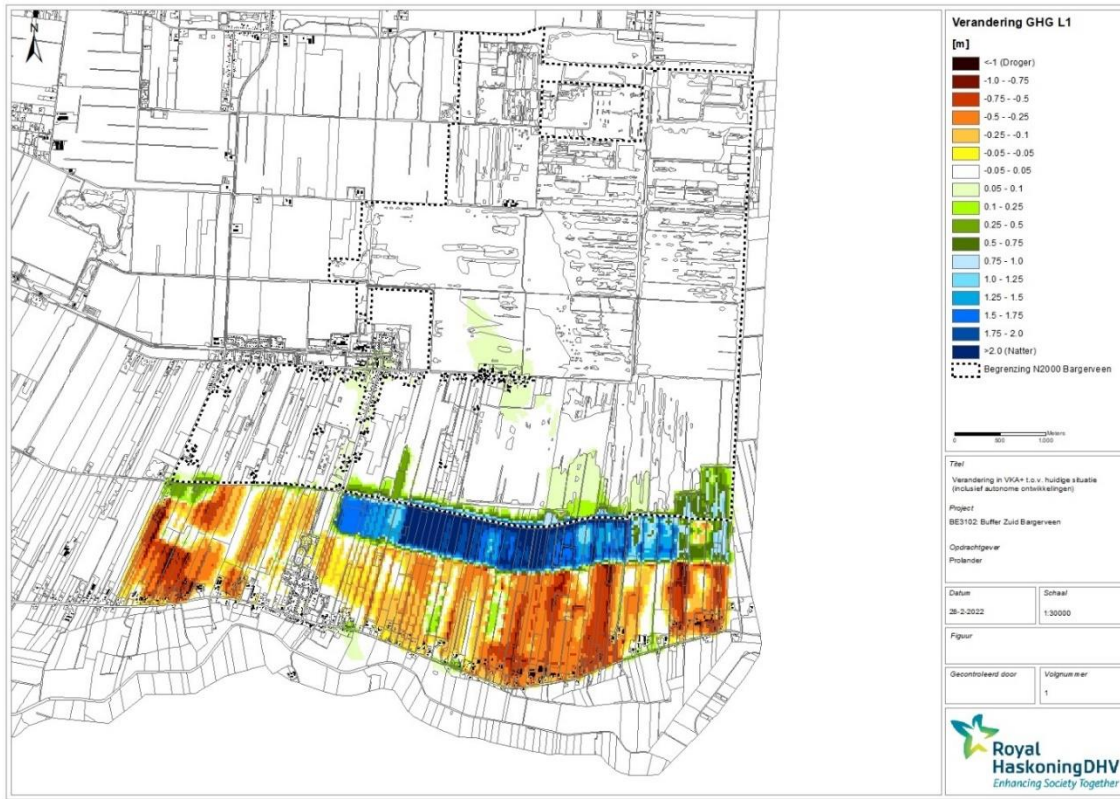 N
Verandering GHG L1
[m]
<-1 (Droger)
-1.0 - -0.75
-0.75 - -0.5
-0.5 - -0.25
-0.25 - -0.1
-0.05 - -0.05
-0.05 - 0.05
0.05 - 0.1
0.1 - 0.25
0.25 - 0.5
0.5 - 0.75
0.75 - 1.0
1.0 - 1.25
1.25 - 1.5
1.5 - 1.75
1.75 - 2.0
>2.0 (Natter)
Begrenzing N2000 Bargerveen
Meters
0 500 1.000
Titel
Verandering in VKA+ t.o.v. huidige situatie
(inclusief autonome ontwikkelingen)
Project
BE3102 Buffer Zuid Bargerveen
Opdrachtgever
Prolander
Datum Schaal
28-2-2022 1:30000
Figuur
Gecontroleerd door Volgnummer
1
Royal
HaskoningDHV
Enhancing Society Together